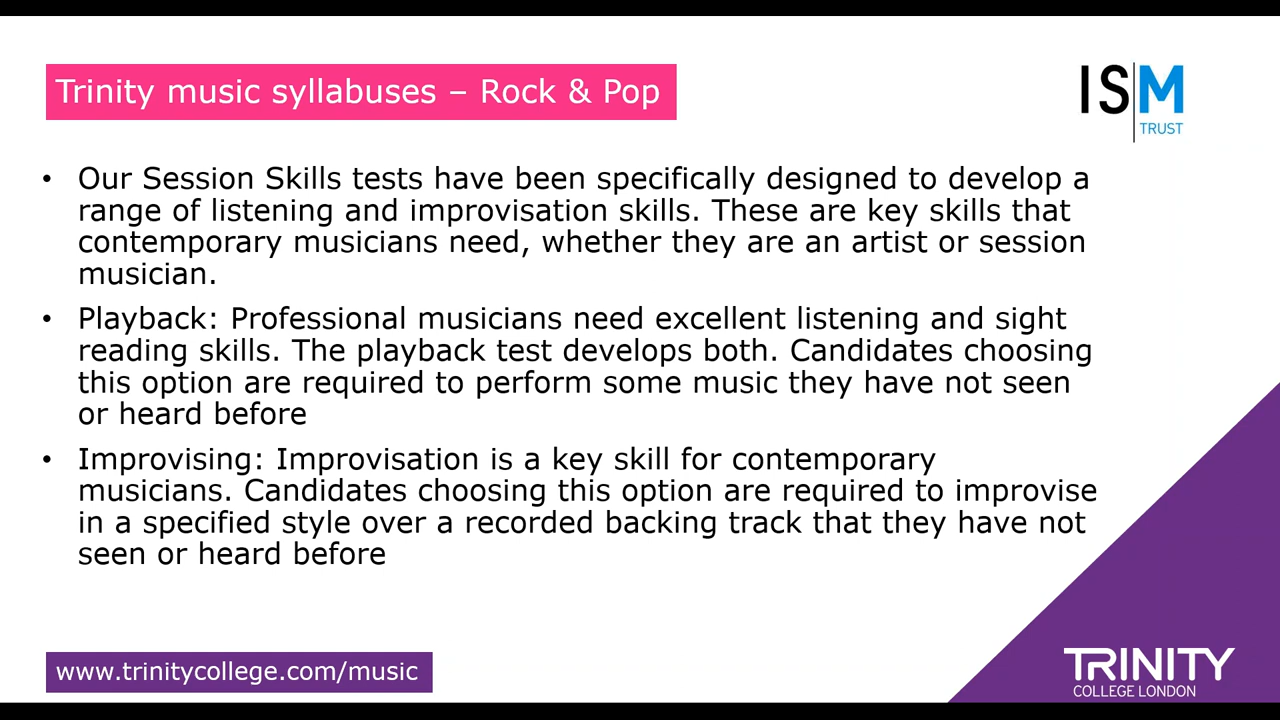 Trinity music syllabuses – Rock & Pop
ISM
TRUST
• Our Session Skills tests have been specifically designed to develop a
range of listening and improvisation skills. These are key skills that
contemporary musicians need, whether they are an artist or session
musician.
• Playback: Professional musicians need excellent listening and sight
reading skills. The playback test develops both. Candidates choosing
this option are required to perform some music they have not seen
or heard before
• Improvising: Improvisation is a key skill for contemporary
musicians. Candidates choosing this option are required to improvise
in a specified style over a recorded backing track that they have not
seen or heard before
www.trinitycollege.com/music
TRINITY
COLLEGE LONDON